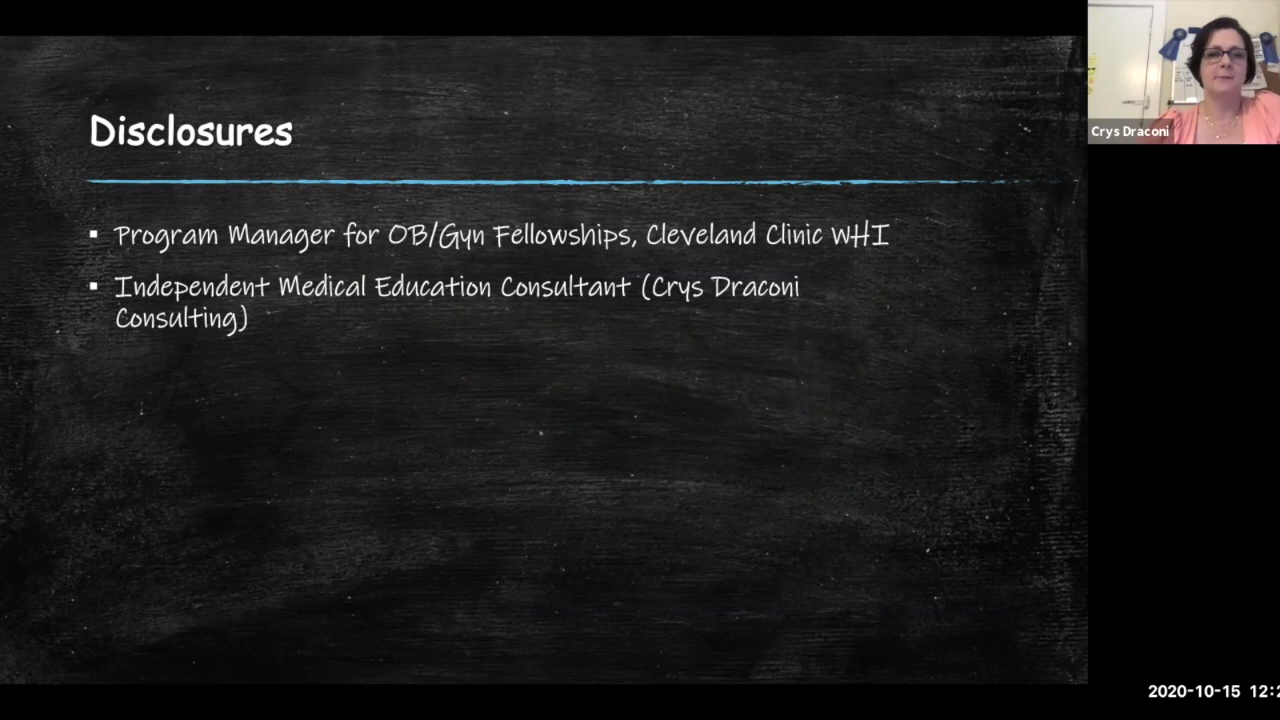 Disclosures
Program Manager for OB/Gyn Fellowships, Cleveland Clinic WHI
Independent Medical Education Consultant (Crys Draconi
Consulting)
Crys Draconi
2020-10-15 12:2